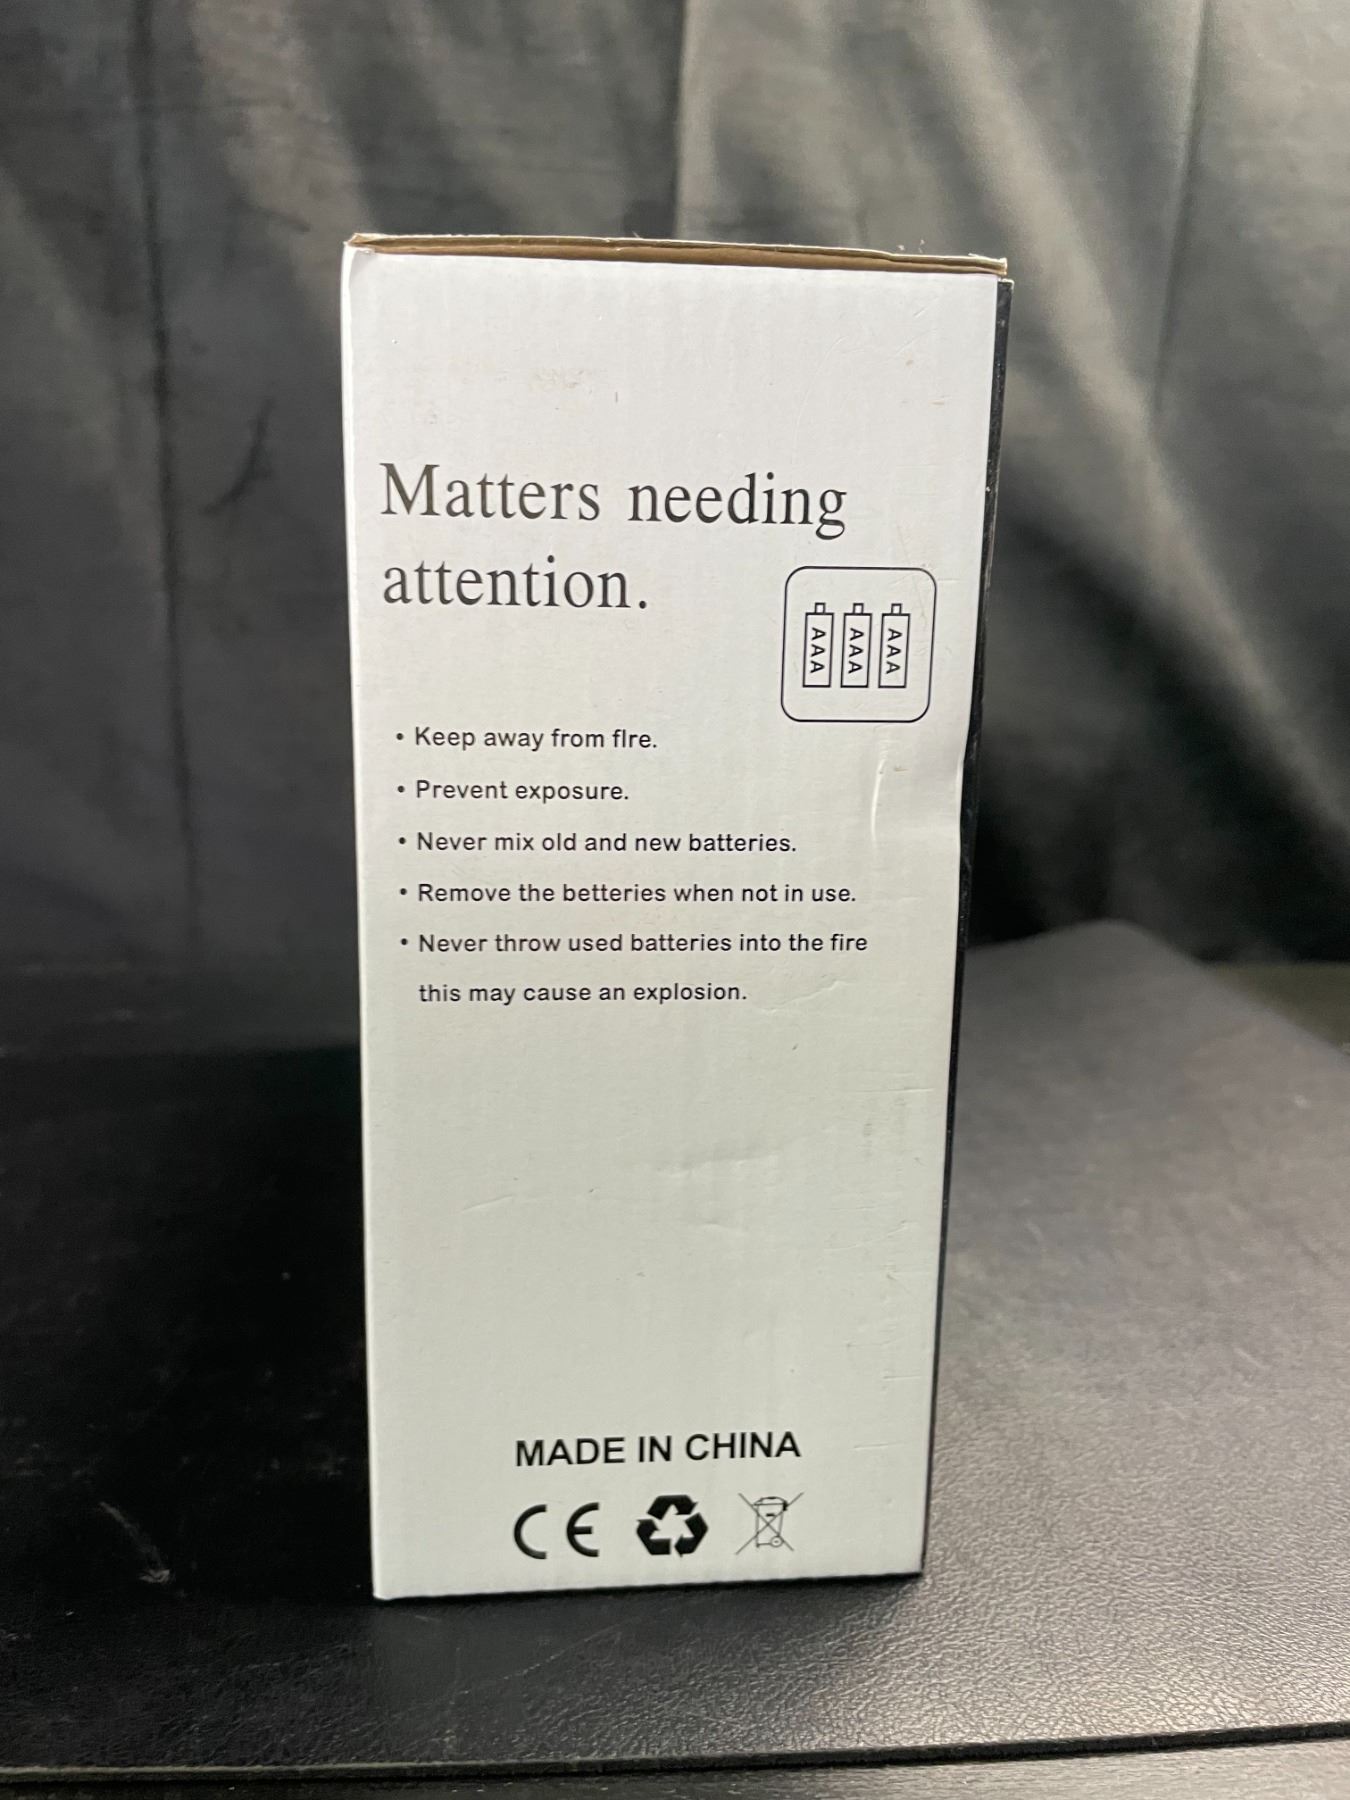 Matters needing
attention.
AAA AAA AAA
• Keep away from flre.
• Prevent exposure.
• Never mix old and new batteries.
• Remove the betteries when not in use.
• Never throw used batteries into the fire
this may cause an explosion.
MADE IN CHINA
CE